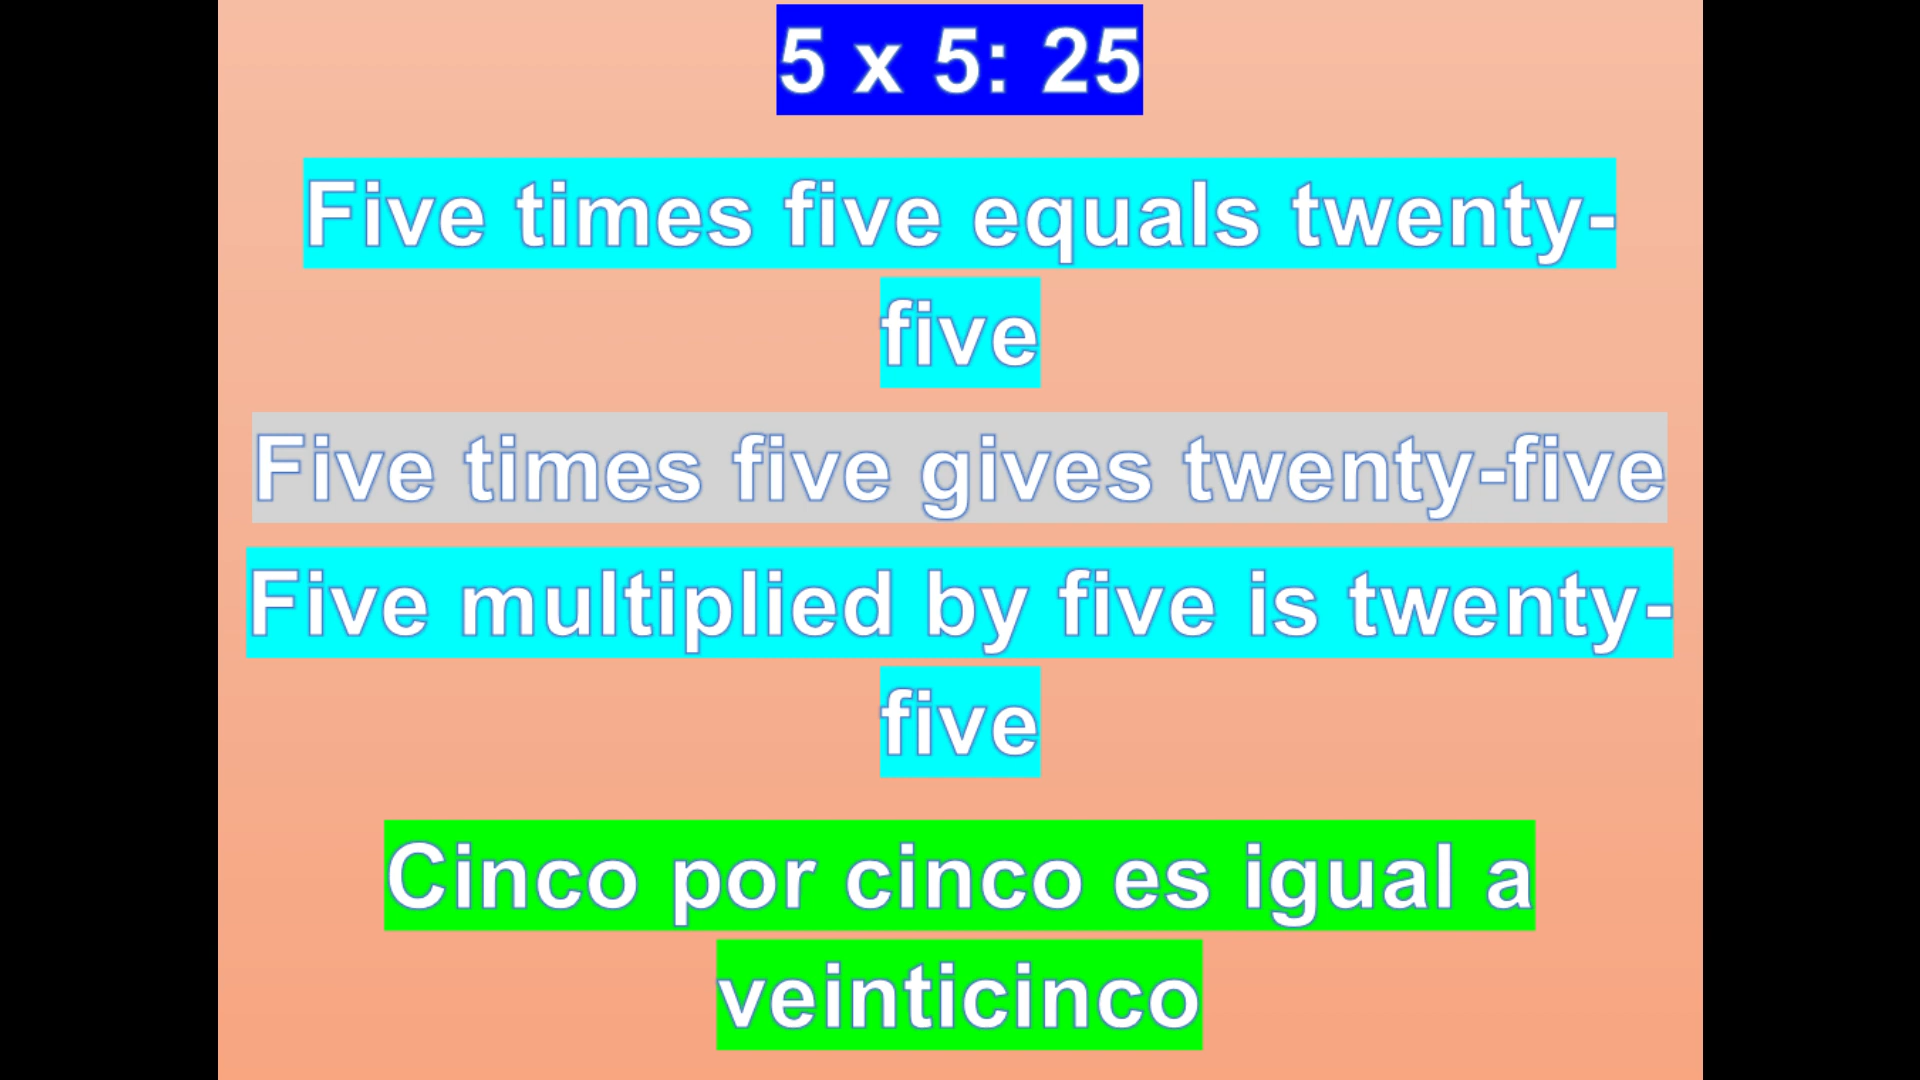 5 x 5: 25
Five times five equals twenty-
five
Five times five gives twenty-five
Five multiplied by five is twenty-
five
Cinco por cinco es igual a
veinticinco